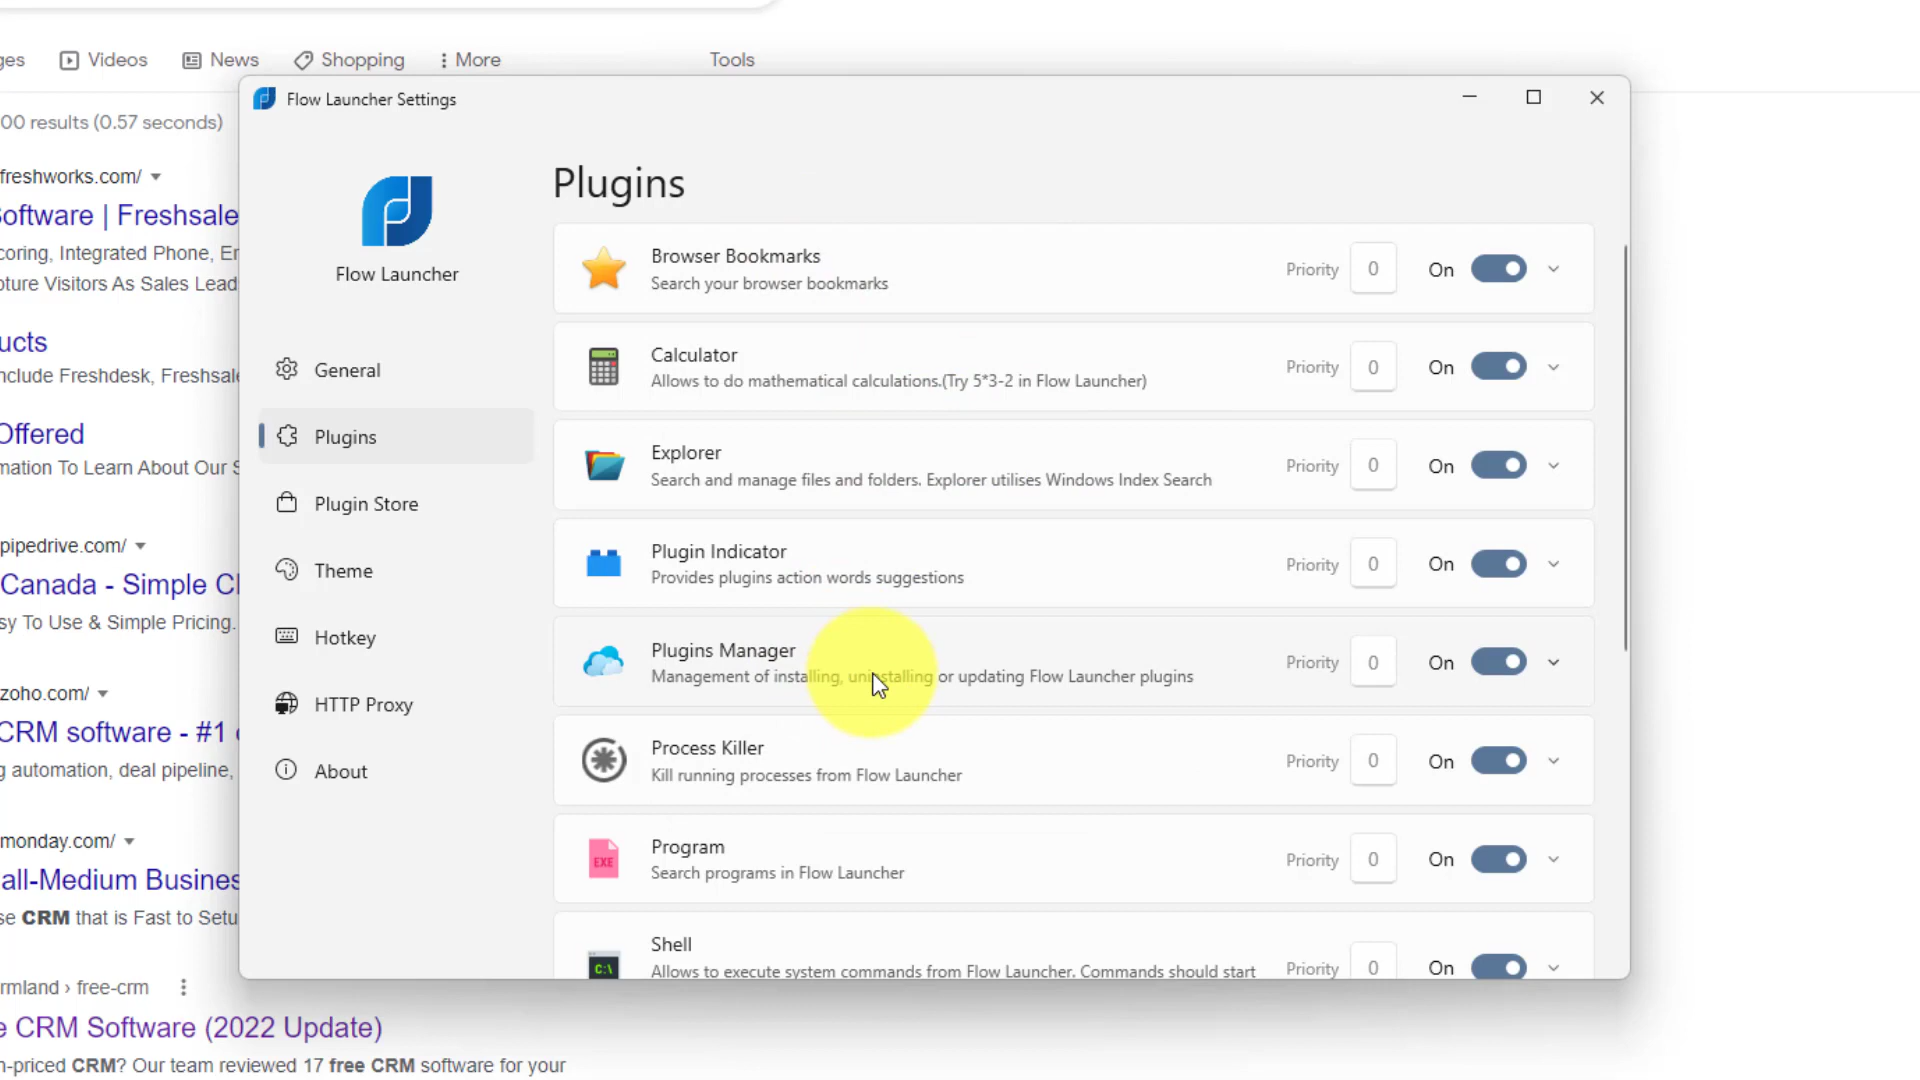 ges
Videos
News
Shopping
More
Tools
00 results (0.57 seconds)
freshworks.com/
Software | Freshsale
coring, Integrated Phone, Em
pture Visitors As Sales Lead
ucts
nclude Freshdesk, Freshsale
Offered
mation To Learn About Our S
pipedrive.com/
Canada - Simple C
sy To Use & Simple Pricing.
zoho.com/
CRM software - #1
g automation, deal pipeline,
monday.com/
all-Medium Busines
se CRM that is Fast to Setu
rmland › free-crm
e CRM Software (2022 Update)
n-priced CRM? Our team reviewed 17 free CRM software for your
Flow Launcher Settings
Flow Launcher
General
Plugins
Plugin Store
Theme
Hotkey
HTTP Proxy
About
Plugins
Browser Bookmarks
Search your browser bookmarks
Priority 0 On
Calculator
Allows to do mathematical calculations.(Try 5*3-2 in Flow Launcher)
Priority 0 On
Explorer
Search and manage files and folders. Explorer utilises Windows Index Search
Priority 0 On
Plugin Indicator
Provides plugins action words suggestions
Priority 0 On
Plugins Manager
Management of installing, uninstalling or updating Flow Launcher plugins
Priority 0 On
Process Killer
Kill running processes from Flow Launcher
Priority 0 On
EXE
Program
Search programs in Flow Launcher
Priority 0 On
C:\
Shell
Allows to execute system commands from Flow Launcher. Commands should start
Priority 0 On